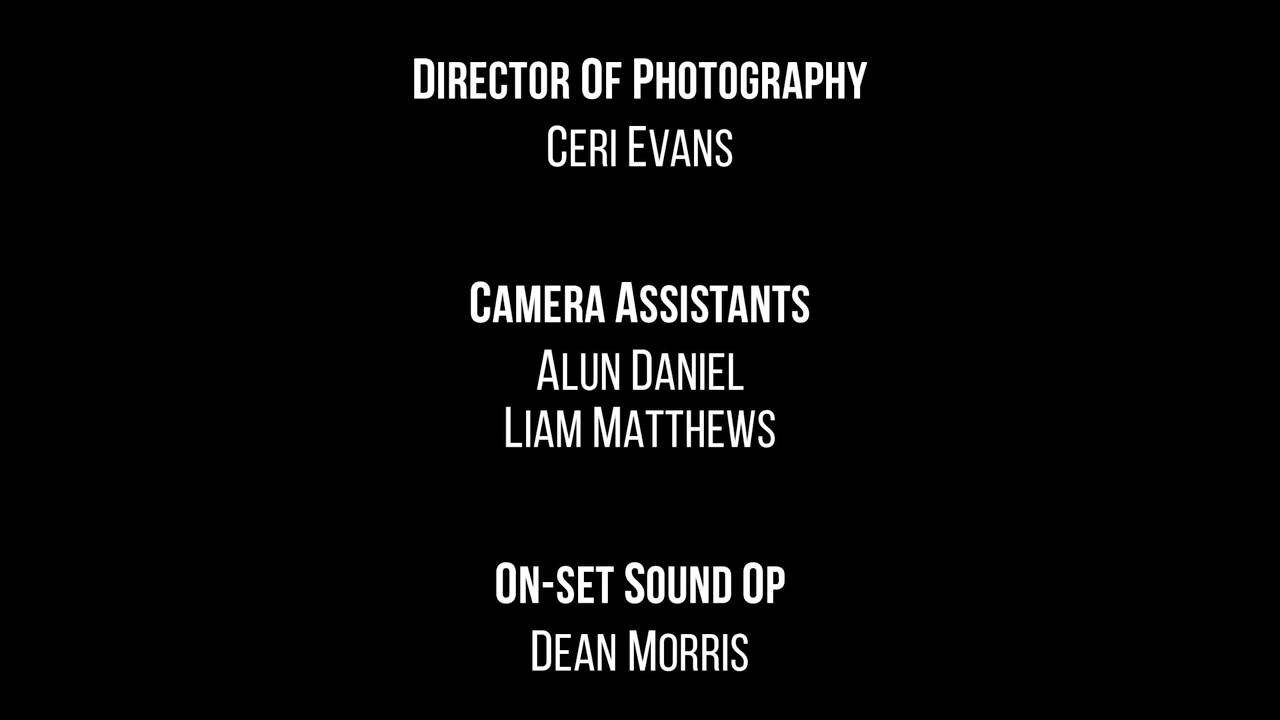 Director Of Photography
Ceri Evans
Camera Assistants
Alun Daniel
Liam Matthews
On-set Sound Op
Dean Morris